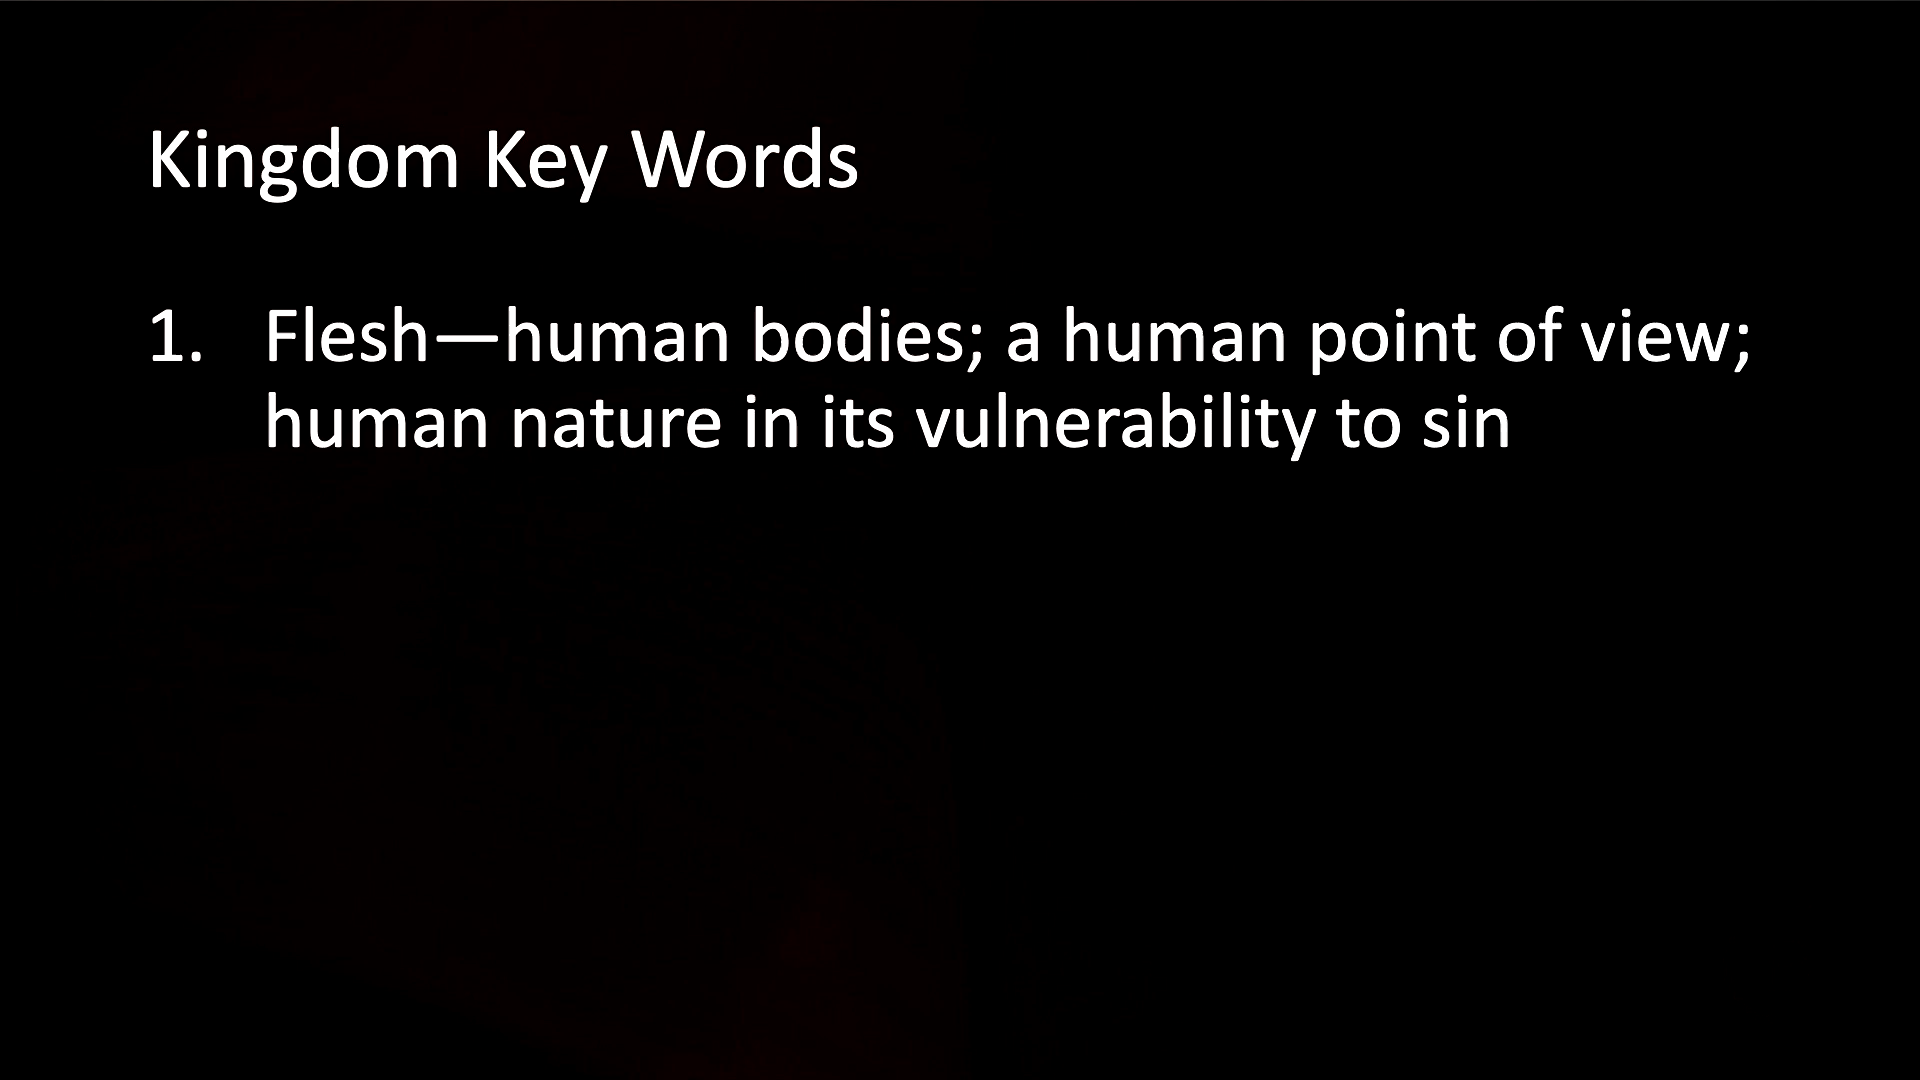 Kingdom Key Words
1. Flesh—human bodies; a human point of view;
human nature in its vulnerability to sin